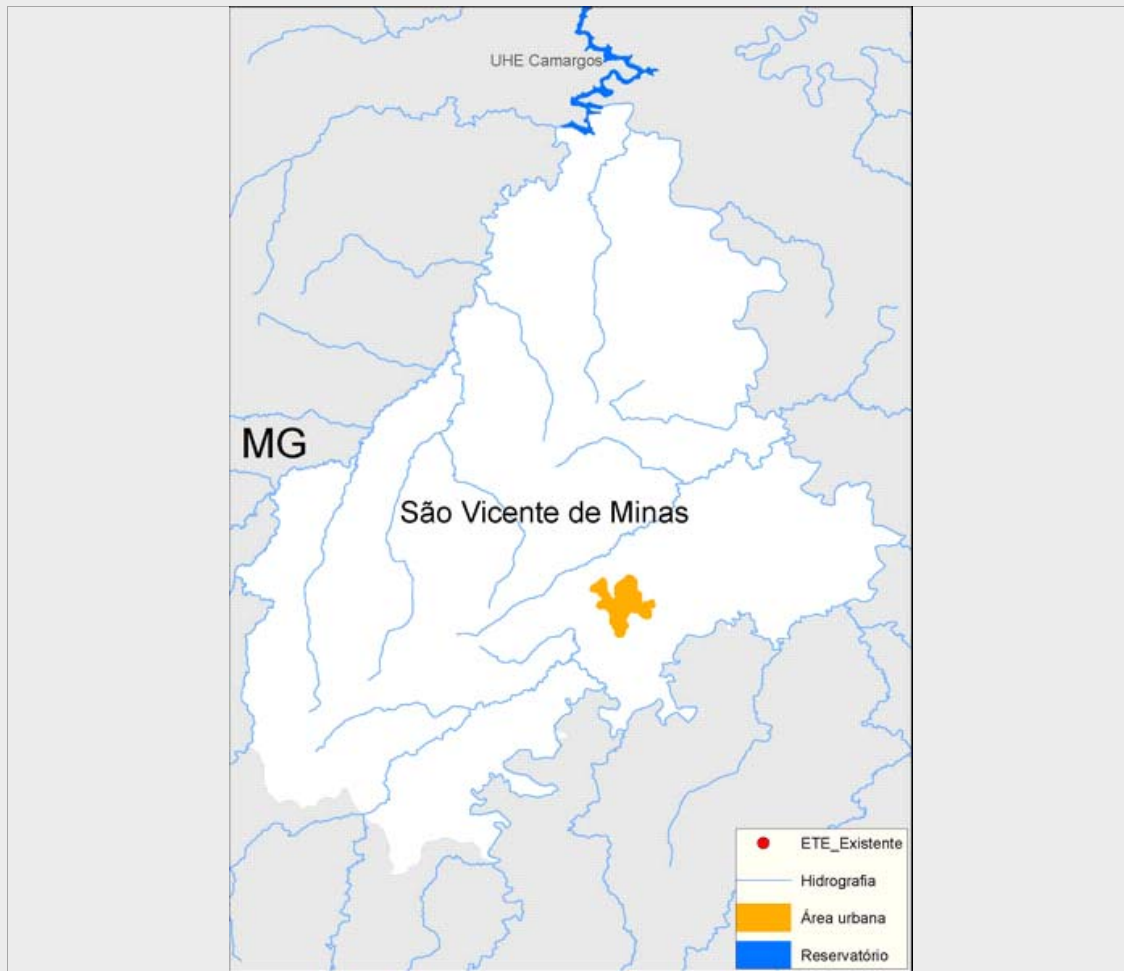 UHE Camargos
MG
São Vicente de Minas
ETE_Existente
Hidrografia
Área urbana
Reservatório